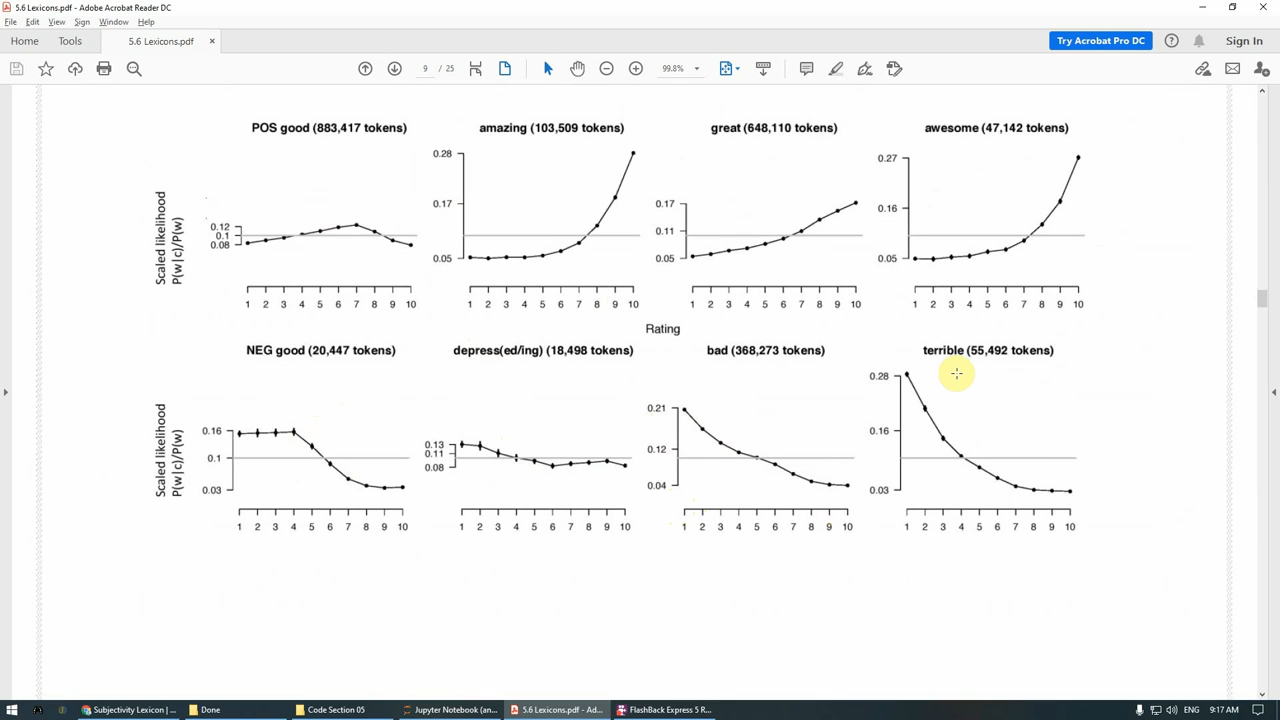 5.6 Lexicons.pdf - Adobe Acrobat Reader DC
File Edit View Window Help
Home Tools 5.6 Lexicons.pdf × Try Acrobat Pro DC Sign In
9 / 25 99.8%
POS good (883,417 tokens) amazing (103,509 tokens) great (648,110 tokens) awesome (47,142 tokens)
Scaled likelihood
P(w|c)/P(w)
0.12
0.1
0.08
1 2 3 4 5 6 7 8 9 10
0.28
0.17
0.05
1 2 3 4 5 6 7 8 9 10
0.17
0.11
0.05
1 2 3 4 5 6 7 8 9 10
0.27
0.16
0.05
1 2 3 4 5 6 7 8 9 10
Rating
NEG good (20,447 tokens) depress(ed/ing) (18,498 tokens) bad (368,273 tokens) terrible (55,492 tokens)
Scaled likelihood
P(w|c)/P(w)
0.16
0.1
0.03
1 2 3 4 5 6 7 8 9 10
0.13
0.11
0.08
1 2 3 4 5 6 7 8 9 10
0.21
0.12
0.04
1 2 3 4 5 6 7 8 9 10
0.28
0.16
0.03
1 2 3 4 5 6 7 8 9 10
Subjectivity Lexicon | ... Done Code Section 05 Jupyter Notebook (an... 5.6 Lexicons.pdf - Ad... FlashBack Express 5 R... ENG 9:17 AM